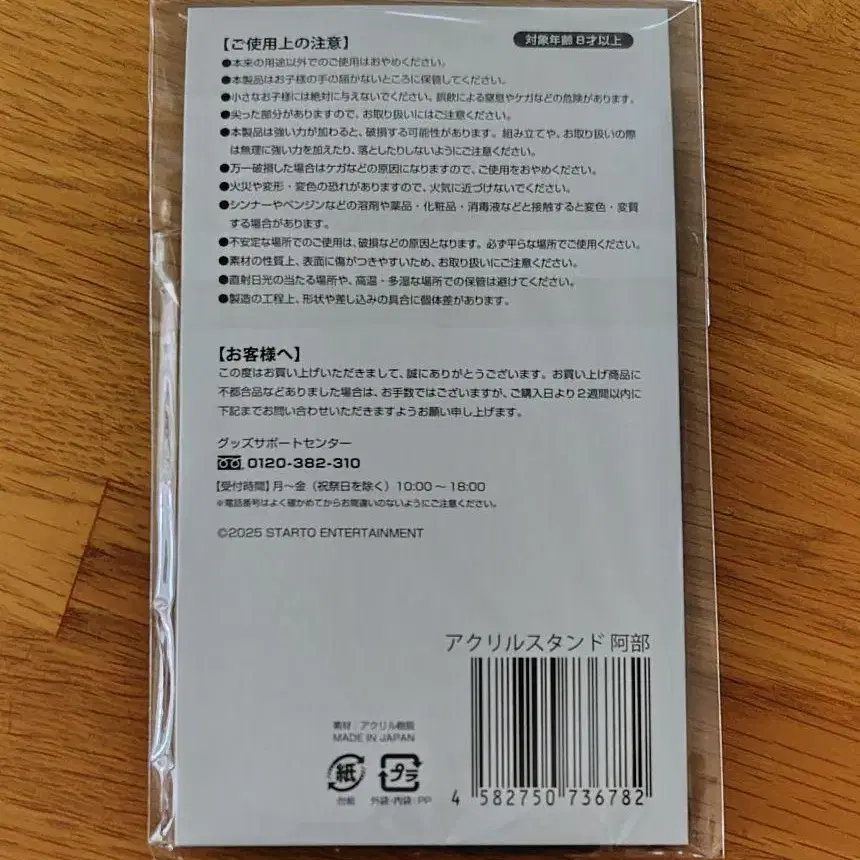 【ご使用上の注意】
対象年齢 8才以上
●本来の用途以外でのご使用はおやめください。
●本製品はお子様の手の届かないところに保管してください。
●小さなお子様には絶対に与えないでください。誤飲による窒息やケガなどの危険があります。
●尖った部分がありますので、お取り扱いにはご注意ください。
●本製品は強い力が加わると、破損する可能性があります。組み立てや、お取り扱いの際
は無理に強い力を加えたり、落としたりしないようにご注意ください。
●万一破損した場合はケガなどの原因になりますので、ご使用をおやめください。
●火災や変形・変色の恐れがありますので、火気に近づけないでください。
●シンナーやベンジンなどの溶剤や薬品・化粧品・消毒液などと接触すると変色・変質
する場合があります。
●不安定な場所でのご使用は、破損などの原因となります。必ず平らな場所でご使用ください。
●素材の性質上、表面に傷がつきやすいため、お取り扱いにご注意ください。
●直射日光の当たる場所や、高温・多湿な場所での保管は避けてください。
●製造の工程上、形状や差し込みの具合に個体差があります。
【お客様へ】
この度はお買い上げいただきまして、誠にありがとうございます。お買い上げ商品に
不都合品などありました場合は、お手数ではございますが、ご購入日より2週間以内に
下記までお問い合わせいただきますようお願い申し上げます。
グッズサポートセンター
0120-382-310
【受付時間】月〜金（祝祭日を除く）10:00〜18:00
※電話番号はよく確かめてからお間違いのないようにご注意ください。
©2025 STARTO ENTERTAINMENT
アクリルスタンド 阿部
素材：アクリル樹脂
MADE IN JAPAN
紙
プラ
台紙
外袋・内袋：PP
4 582750 736782